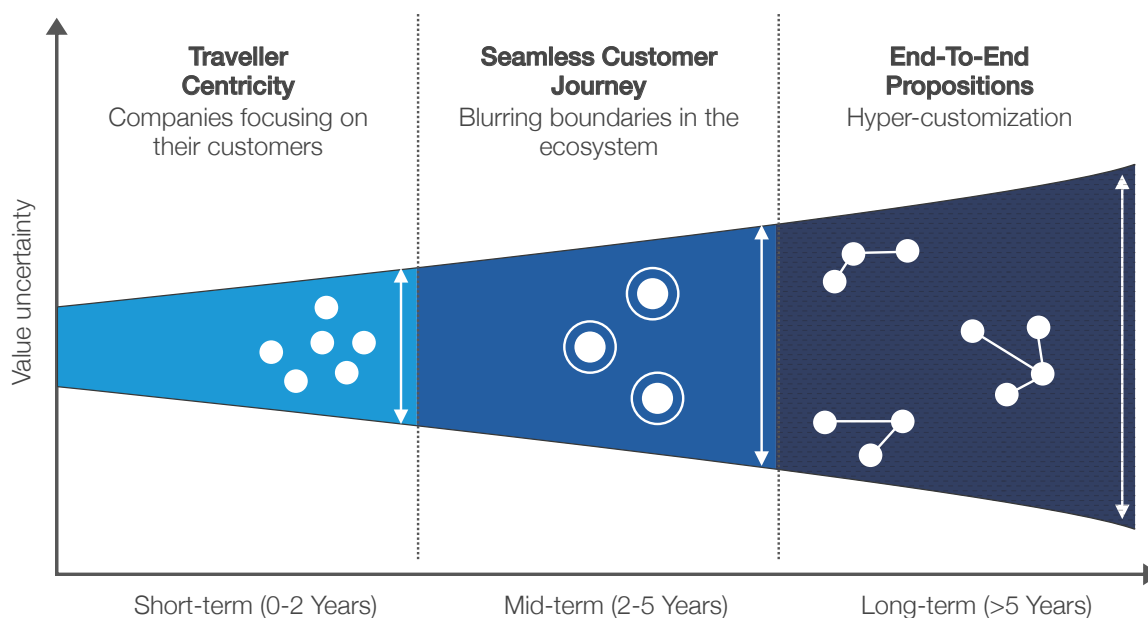 Traveller
Centricity
Companies focusing on
their customers
Seamless Customer
Journey
Blurring boundaries in the
ecosystem
End-To-End
Propositions
Hyper-customization
Value uncertainty
Short-term (0-2 Years)
Mid-term (2-5 Years)
Long-term (>5 Years)